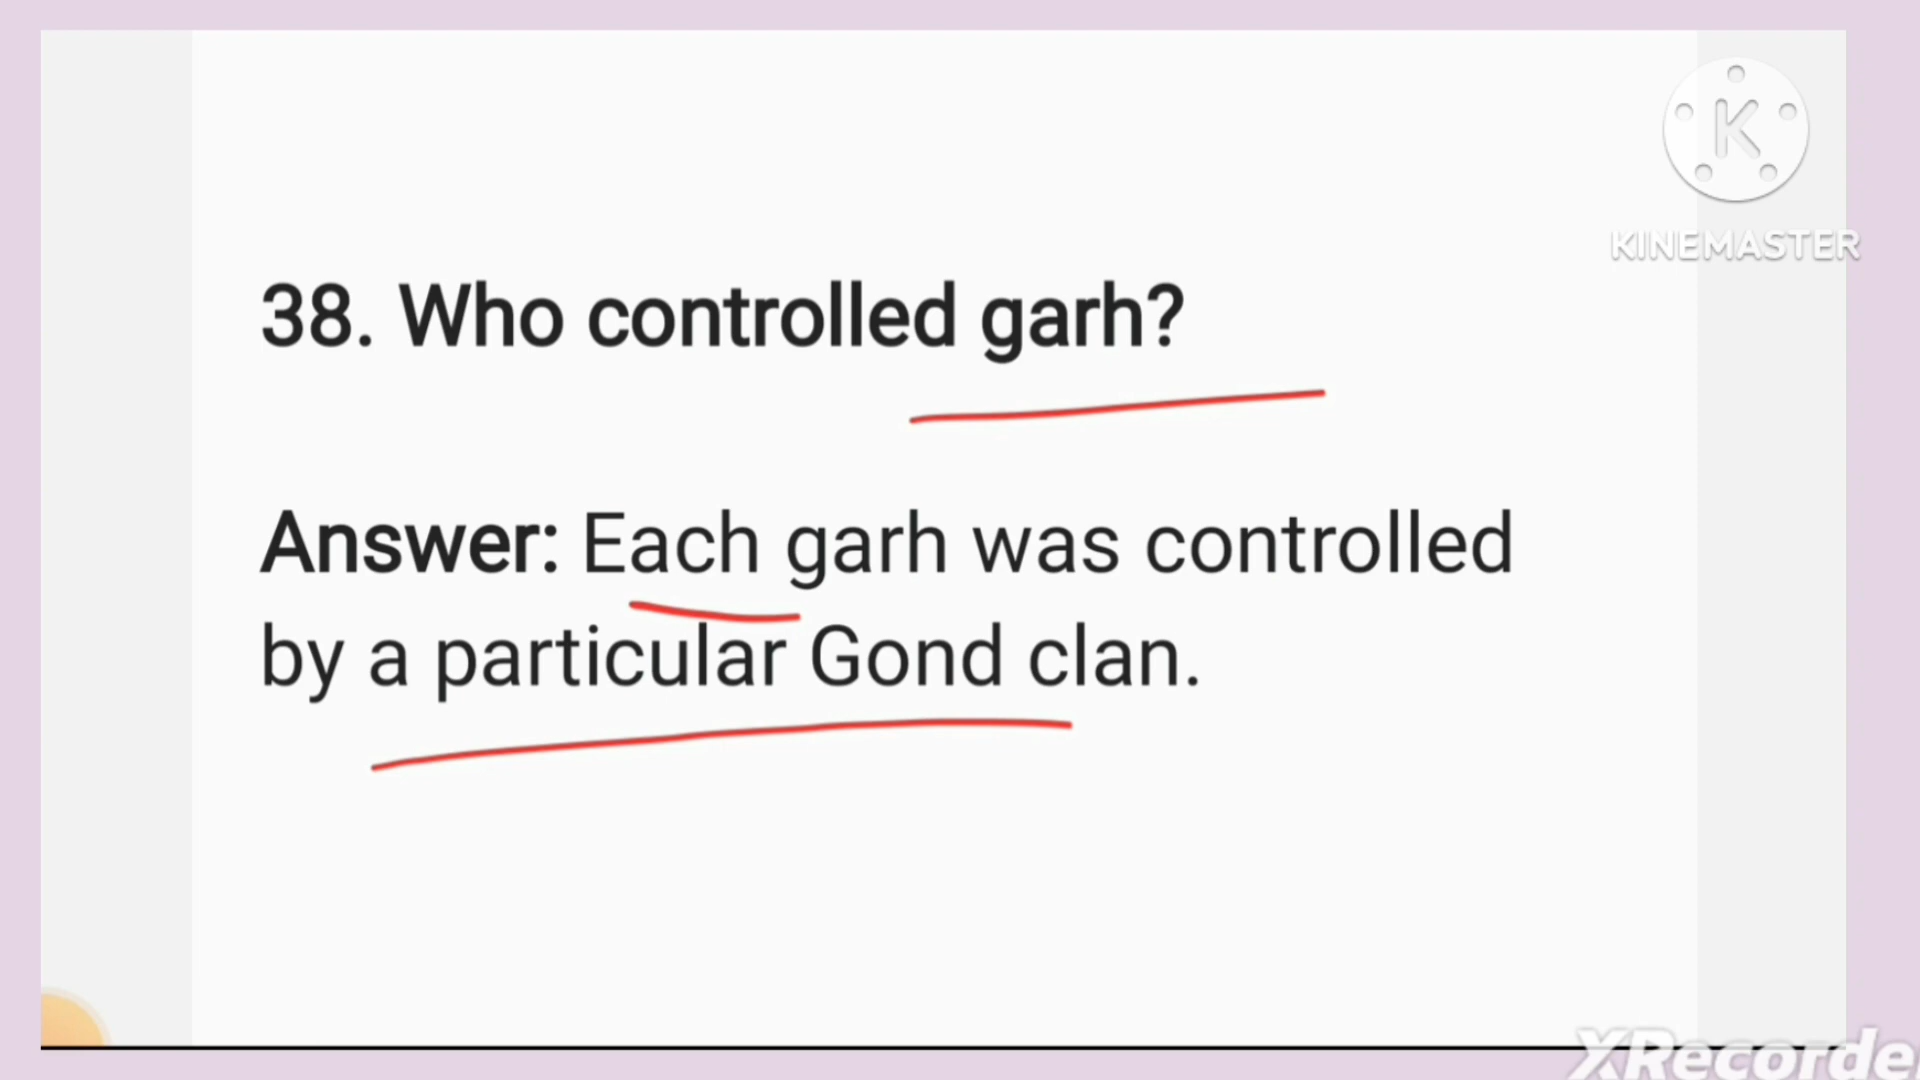 K
KINEMASTER
38. Who controlled garh?
Answer: Each garh was controlled
by a particular Gond clan.
XRecorde